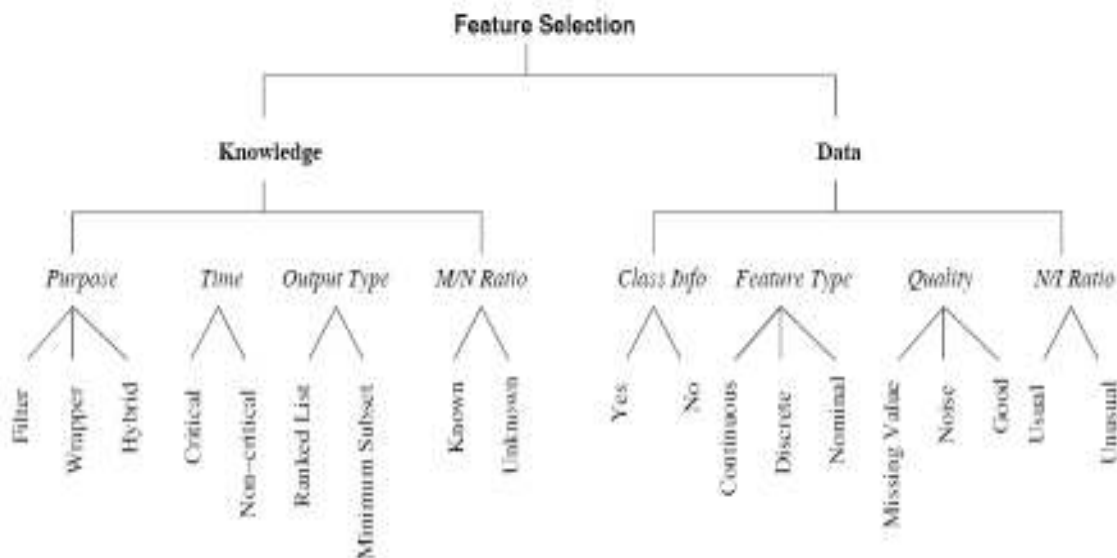 Feature Selection
Knowledge Data
Purpose Time Output Type M/N Ratio Class Info Feature Type Quality N/I Ratio
Filter
Wrapper
Hybrid
Critical
Non-critical
Ranked List
Minimum Subset
Known
Unknown
Yes
No
Continuous
Discrete
Nominal
Missing Value
Noise
Good
Usual
Unusual